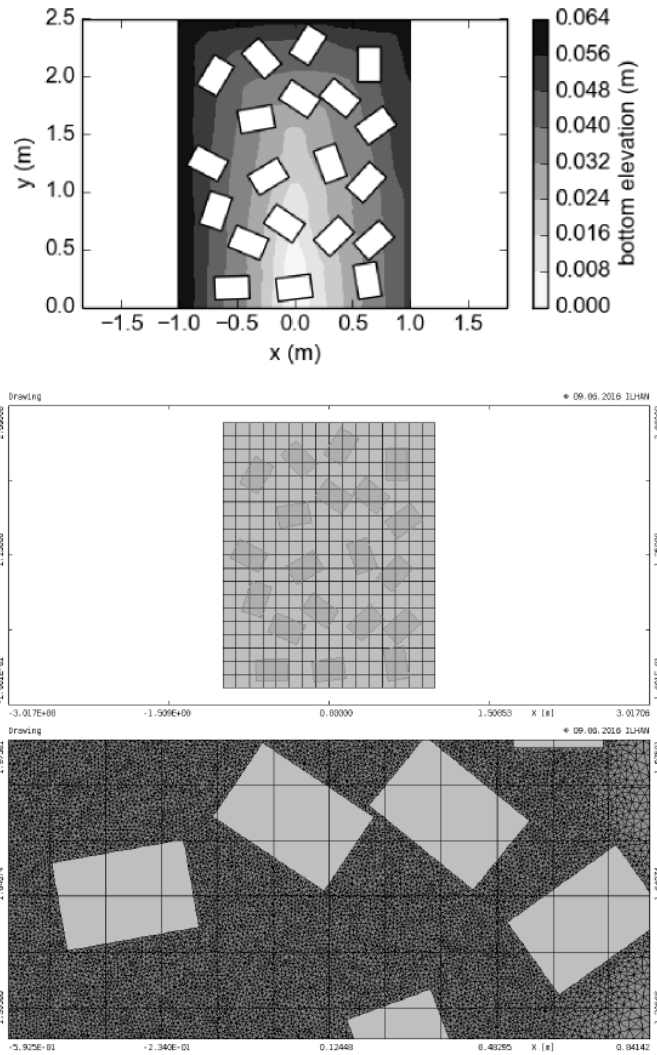 2.5
2.0
1.5
1.0
0.5
0.0
y (m)
−1.5 −1.0 −0.5 0.0 0.5 1.0 1.5
x (m)
0.064
0.056
0.048
0.040
0.032
0.024
0.016
0.008
0.000
bottom elevation (m)
Drawing © 09.06.2016 ILHAN
-3.017E+00 -1.509E+00 0.00000 1.50853 X [m] 3.01706
Drawing © 09.06.2016 ILHAN
-5.925E-01 -2.340E-01 0.12448 0.48295 X [m] 0.84142